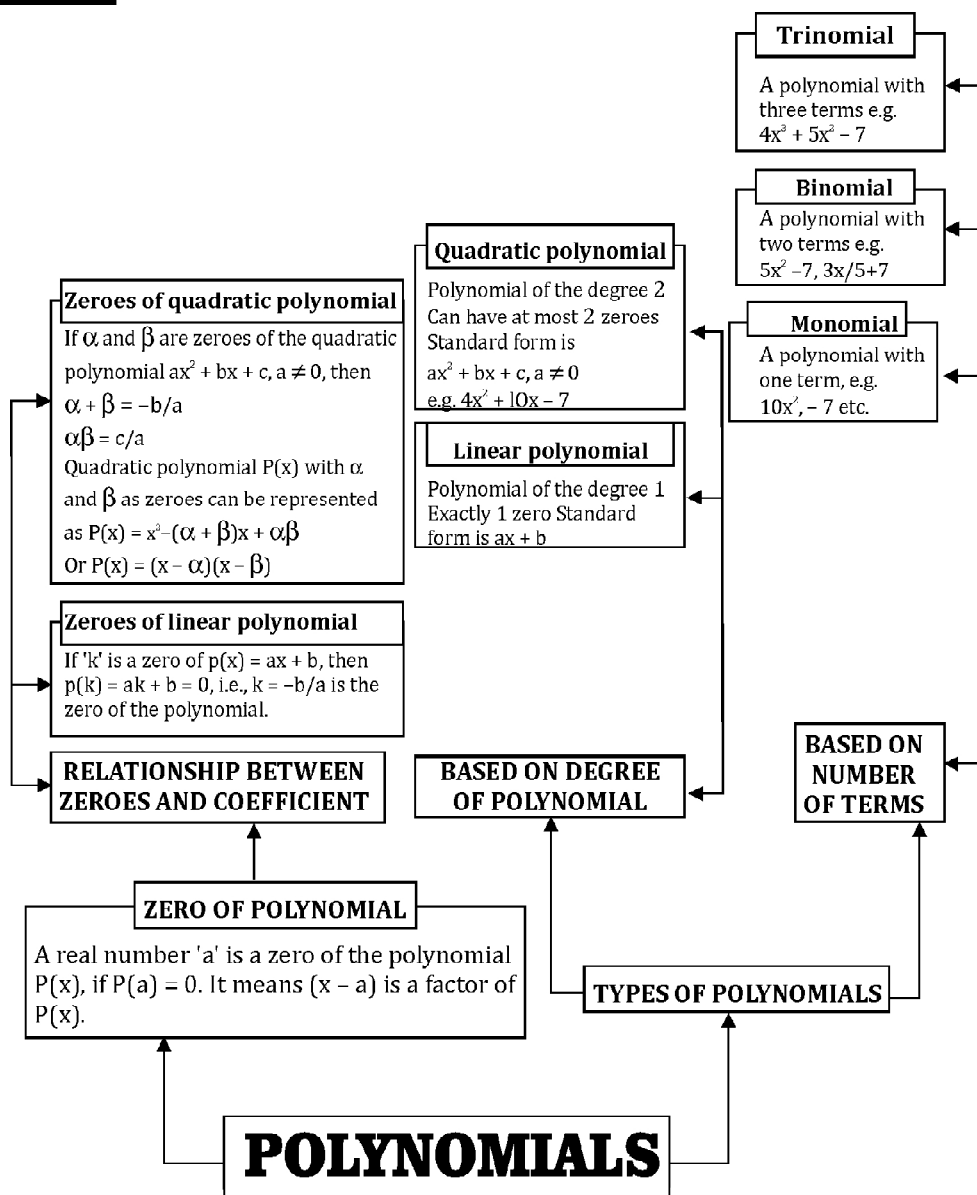 Trinomial
A polynomial with
three terms e.g.
4x³ + 5x² – 7
Binomial
A polynomial with
two terms e.g.
5x² –7, 3x/5+7
Monomial
A polynomial with
one term, e.g.
10x², – 7 etc.
Quadratic polynomial
Polynomial of the degree 2
Can have at most 2 zeroes
Standard form is
ax² + bx + c, a ≠ 0
e.g. 4x² + lOx – 7
Linear polynomial
Polynomial of the degree 1
Exactly 1 zero Standard
form is ax + b
Zeroes of quadratic polynomial
If α and β are zeroes of the quadratic
polynomial ax² + bx + c, a ≠ 0, then
α + β = –b/a
αβ = c/a
Quadratic polynomial P(x) with α
and β as zeroes can be represented
as P(x) = x²–(α + β)x + αβ
Or P(x) = (x – α)(x – β)
Zeroes of linear polynomial
If 'k' is a zero of p(x) = ax + b, then
p(k) = ak + b = 0, i.e., k = –b/a is the
zero of the polynomial.
RELATIONSHIP BETWEEN
ZEROES AND COEFFICIENT
BASED ON DEGREE
OF POLYNOMIAL
BASED ON
NUMBER
OF TERMS
ZERO OF POLYNOMIAL
A real number 'a' is a zero of the polynomial
P(x), if P(a) = 0. It means (x – a) is a factor of
P(x).
TYPES OF POLYNOMIALS
POLYNOMIALS